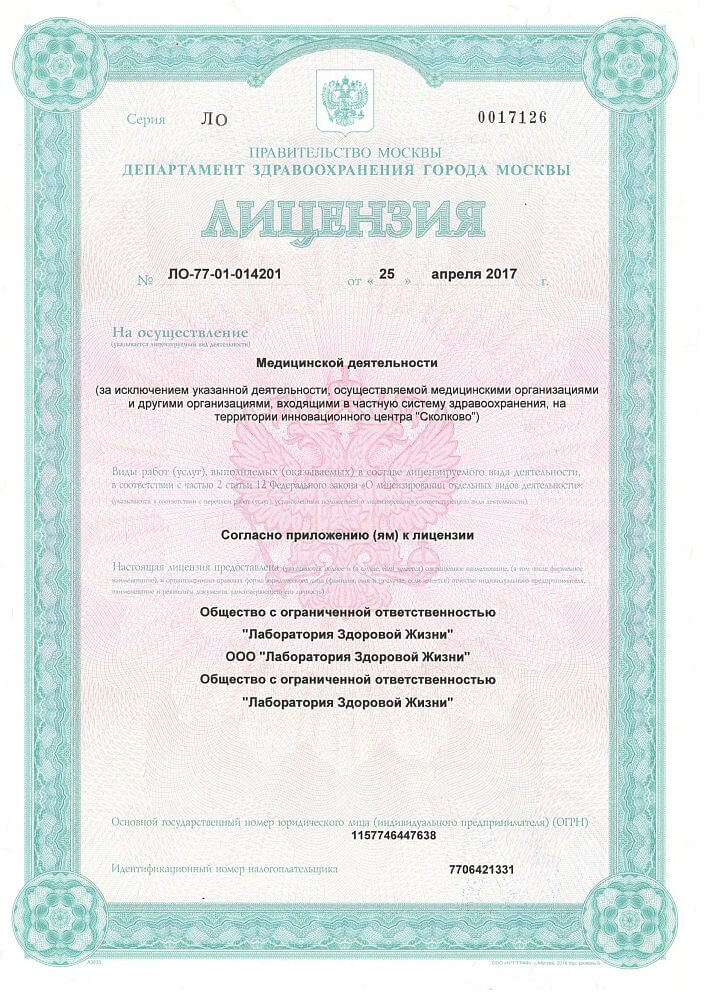 Серия ЛО 0017126
ПРАВИТЕЛЬСТВО МОСКВЫ
ДЕПАРТАМЕНТ ЗДРАВООХРАНЕНИЯ ГОРОДА МОСКВЫ
ЛИЦЕНЗИЯ
№ ЛО-77-01-014201 от « 25 » апреля 2017 г.
На осуществление
(указывается лицензируемый вид деятельности)
Медицинской деятельности
(за исключением указанной деятельности, осуществляемой медицинскими организациями
и другими организациями, входящими в частную систему здравоохранения, на
территории инновационного центра "Сколково")
Виды работ (услуг), выполняемых (оказываемых) в составе лицензируемого вида деятельности,
в соответствии с частью 2 статьи 12 Федерального закона «О лицензировании отдельных видов деятельности»:
(указываются в соответствии с перечнем работ (услуг), установленным положением о лицензировании соответствующего вида деятельности)
Согласно приложению (ям) к лицензии
Настоящая лицензия предоставлена (указываются полное и (в случае, если имеется) сокращённое наименование, (в том числе фирменное
наименование), и организационно-правовая форма юридического лица (фамилия, имя и (в случае, если имеется) отчество индивидуального предпринимателя,
наименование и реквизиты документа, удостоверяющего его личность)
Общество с ограниченной ответственностью
"Лаборатория Здоровой Жизни"
ООО "Лаборатория Здоровой Жизни"
Общество с ограниченной ответственностью
"Лаборатория Здоровой Жизни"
Основной государственный номер юридического лица (индивидуального предпринимателя) (ОГРН)
1157746447638
Идентификационный номер налогоплательщика 7706421331